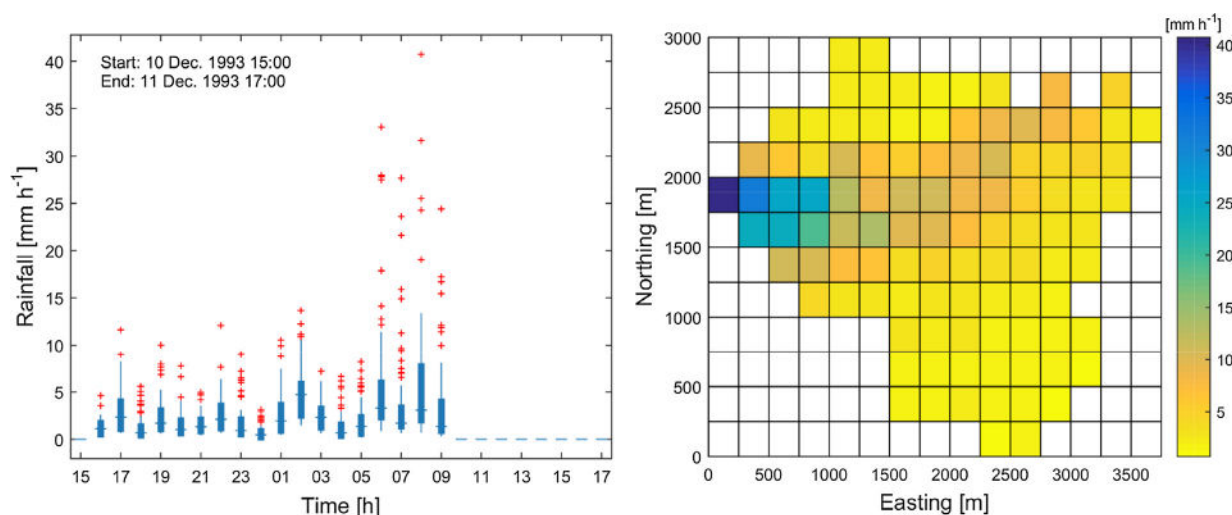 Start: 10 Dec. 1993 15:00
End: 11 Dec. 1993 17:00
Rainfall [mm h⁻¹]
40
35
30
25
20
15
10
5
0
15 17 19 21 23 01 03 05 07 09 11 13 15 17
Time [h]
Northing [m]
3000
2500
2000
1500
1000
500
0
0 500 1000 1500 2000 2500 3000 3500
Easting [m]
[mm h⁻¹]
40
35
30
25
20
15
10
5